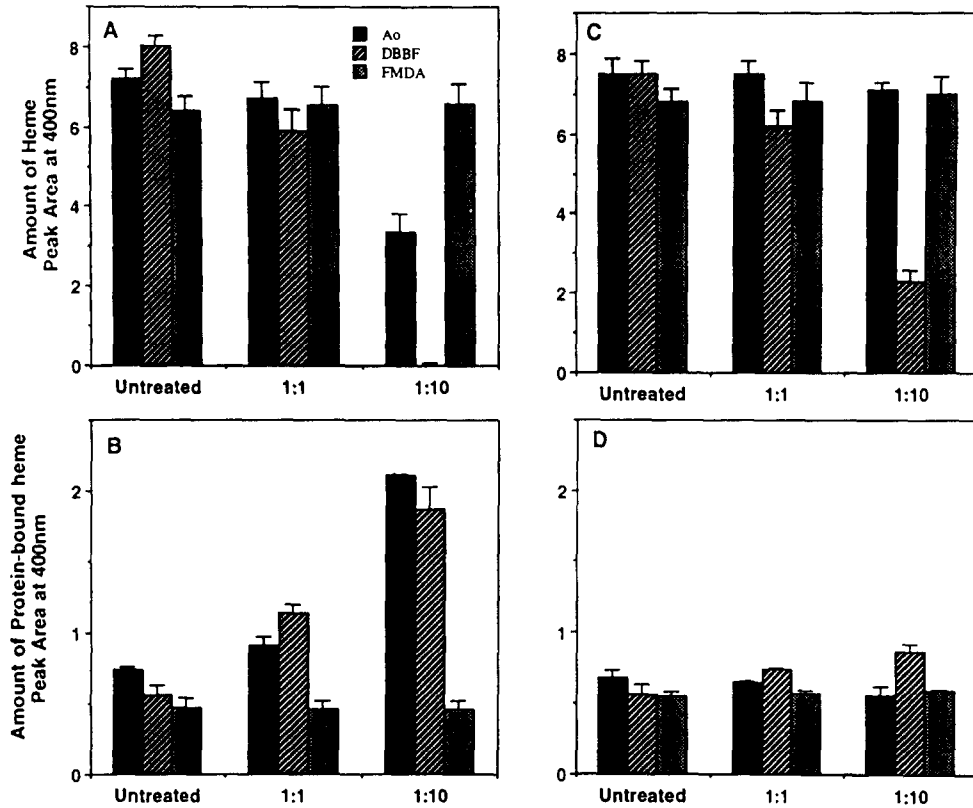 A
Ao
DBBF
FMDA
Amount of Heme
Peak Area at 400nm
8
6
4
2
0
Untreated 1:1 1:10
C
8
6
4
2
0
Untreated 1:1 1:10
B
Amount of Protein-bound heme
Peak Area at 400nm
2
1
0
Untreated 1:1 1:10
D
2
1
0
Untreated 1:1 1:10